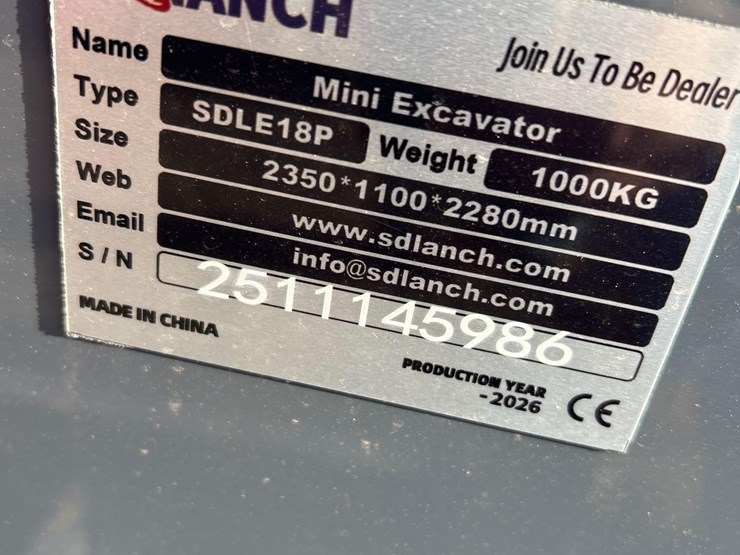 LANCH
Join Us To Be Dealer
Name Mini Excavator
Type SDLE18P Weight 1000KG
Size 2350*1100*2280mm
Web www.sdlanch.com
Email info@sdlanch.com
S / N 2511145986
MADE IN CHINA
PRODUCTION YEAR
-2026
CE